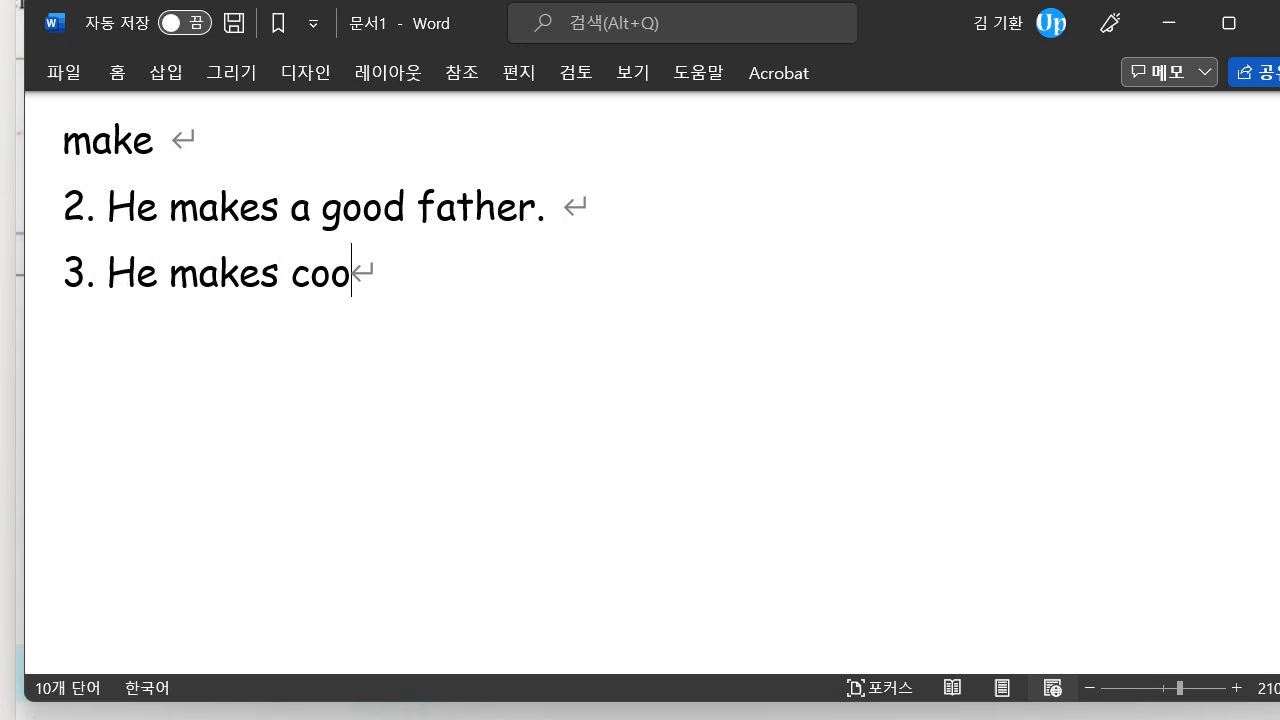 자동 저장 끔 문서1 - Word 검색(Alt+Q) 김 기환 Up
파일 홈 삽입 그리기 디자인 레이아웃 참조 편지 검토 보기 도움말 Acrobat 메모
make
2. He makes a good father.
3. He makes coo
10개 단어 한국어 포커스 210